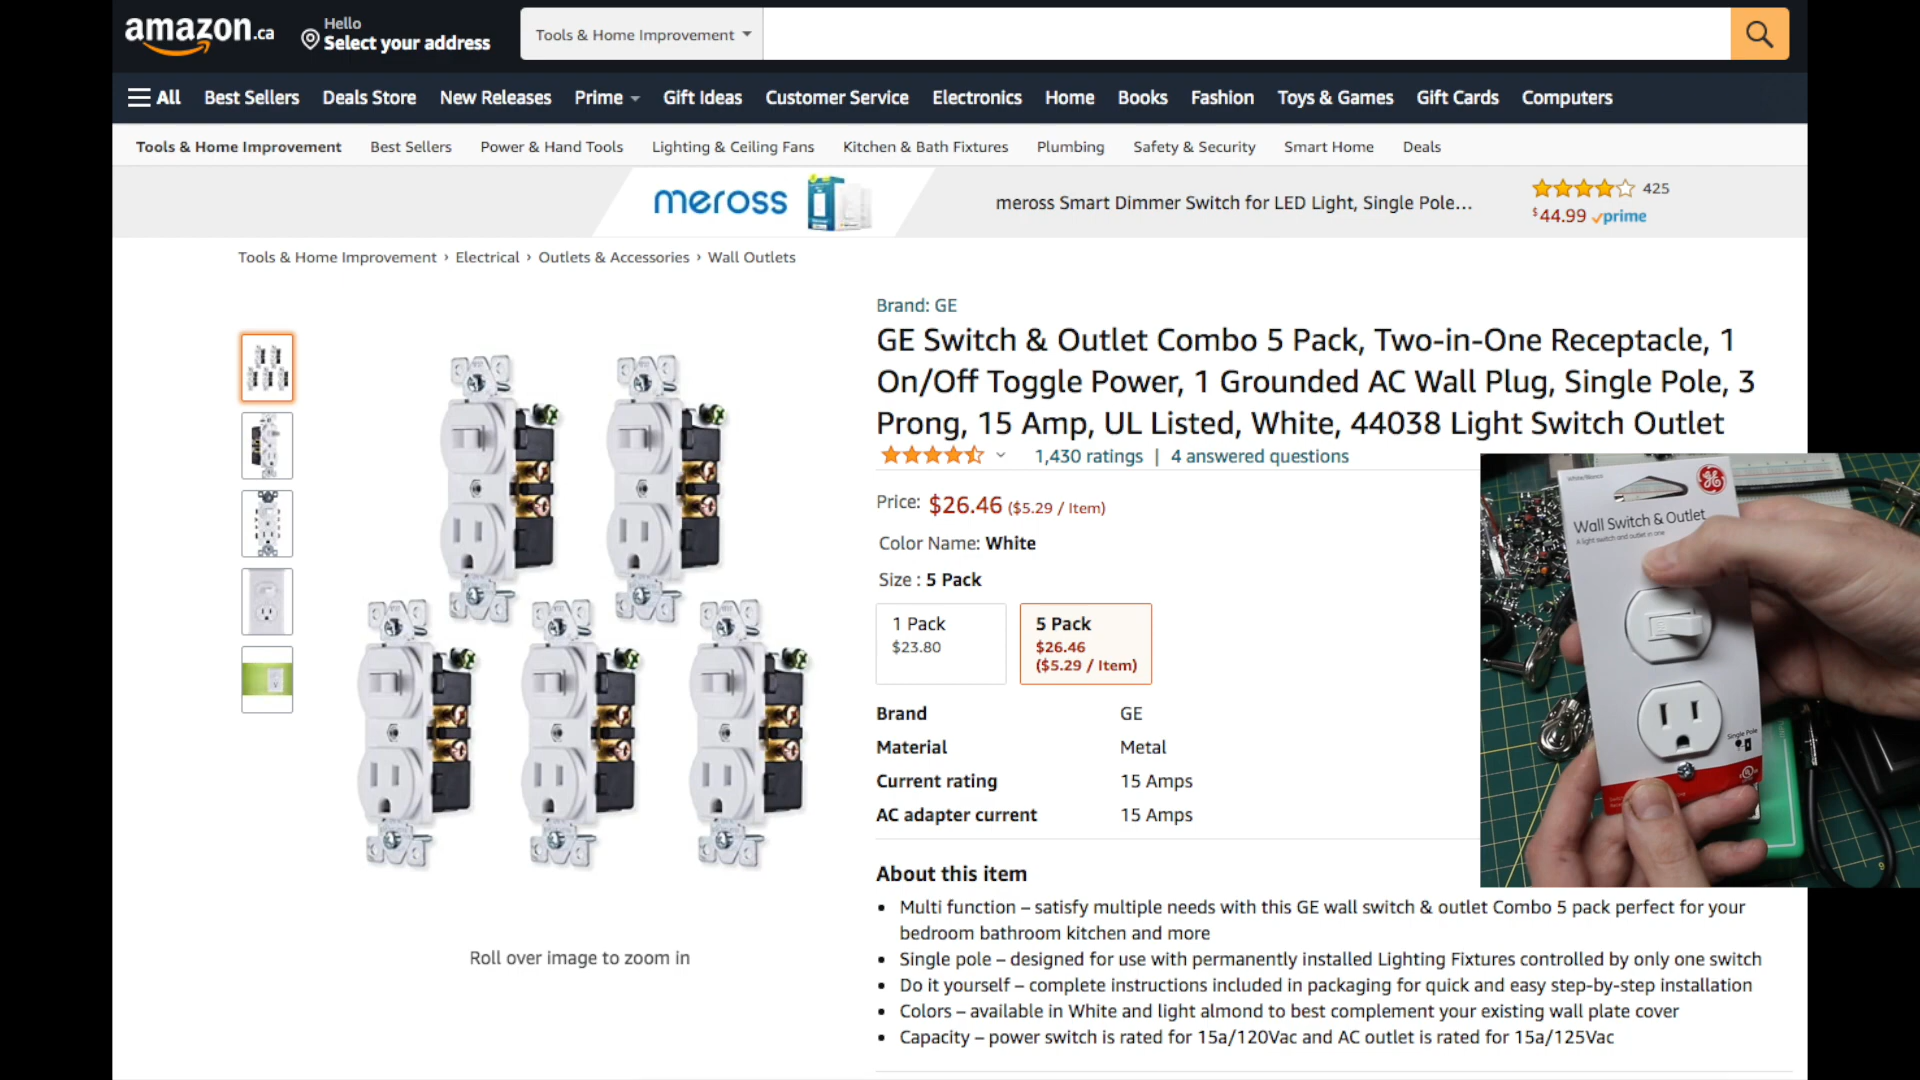 amazon.ca
Hello
Select your address
Tools & Home Improvement
All
Best Sellers
Deals Store
New Releases
Prime
Gift Ideas
Customer Service
Electronics
Home
Books
Fashion
Toys & Games
Gift Cards
Computers
Tools & Home Improvement
Best Sellers
Power & Hand Tools
Lighting & Ceiling Fans
Kitchen & Bath Fixtures
Plumbing
Safety & Security
Smart Home
Deals
meross
meross Smart Dimmer Switch for LED Light, Single Pole...
425
$44.99 prime
Tools & Home Improvement › Electrical › Outlets & Accessories › Wall Outlets
Brand: GE
GE Switch & Outlet Combo 5 Pack, Two-in-One Receptacle, 1
On/Off Toggle Power, 1 Grounded AC Wall Plug, Single Pole, 3
Prong, 15 Amp, UL Listed, White, 44038 Light Switch Outlet
1,430 ratings | 4 answered questions
Price: $26.46 ($5.29 / Item)
Color Name: White
Size : 5 Pack
1 Pack
$23.80
5 Pack
$26.46
($5.29 / Item)
Brand GE
Material Metal
Current rating 15 Amps
AC adapter current 15 Amps
About this item
• Multi function – satisfy multiple needs with this GE wall switch & outlet Combo 5 pack perfect for your
bedroom bathroom kitchen and more
• Single pole – designed for use with permanently installed Lighting Fixtures controlled by only one switch
• Do it yourself – complete instructions included in packaging for quick and easy step-by-step installation
• Colors – available in White and light almond to best complement your existing wall plate cover
• Capacity – power switch is rated for 15a/120Vac and AC outlet is rated for 15a/125Vac
Roll over image to zoom in
White/Blanco
GE
Wall Switch & Outlet
A light switch and outlet in one
Single Pole
UL